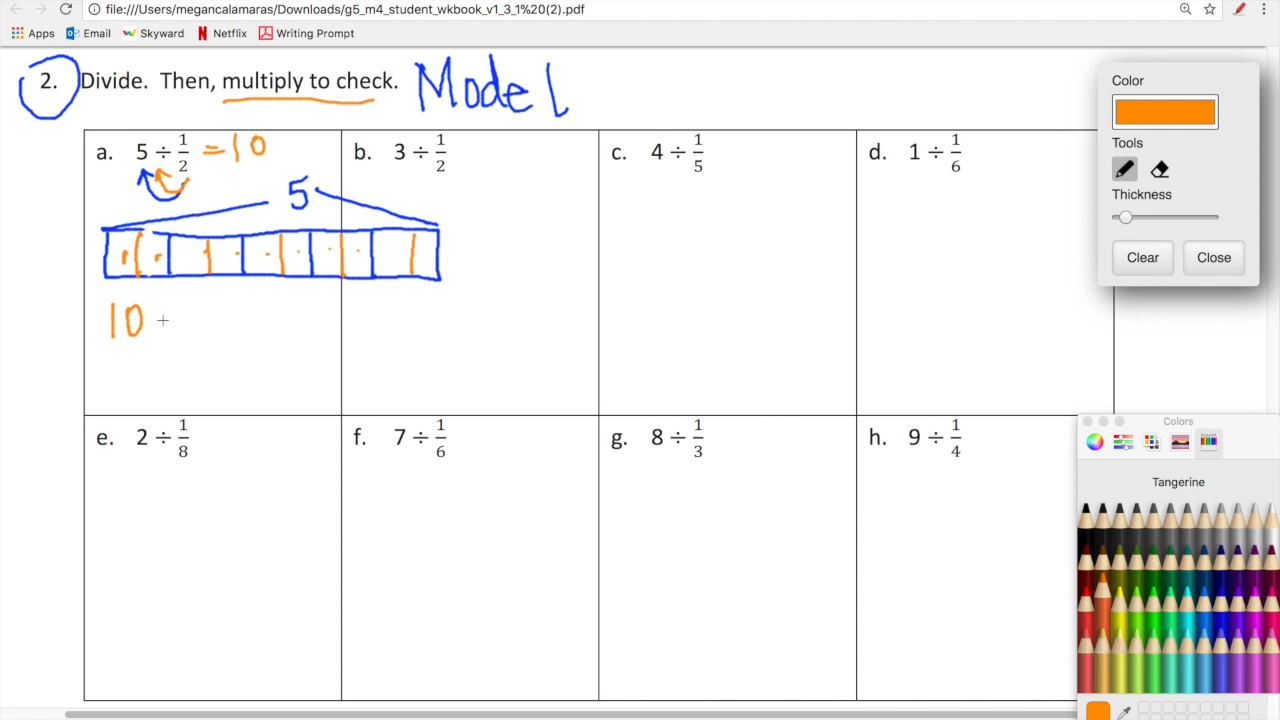 file:///Users/megancalamaras/Downloads/g5_m4_student_wkbook_v1_3_1%20(2).pdf
Apps Email Skyward Netflix Writing Prompt
2. Divide. Then, multiply to check. Model
a. 5 ÷ 1/2 = 10
b. 3 ÷ 1/2
c. 4 ÷ 1/5
d. 1 ÷ 1/6
5
10
e. 2 ÷ 1/8
f. 7 ÷ 1/6
g. 8 ÷ 1/3
h. 9 ÷ 1/4
Color
Tools
Thickness
Clear Close
Colors
Tangerine